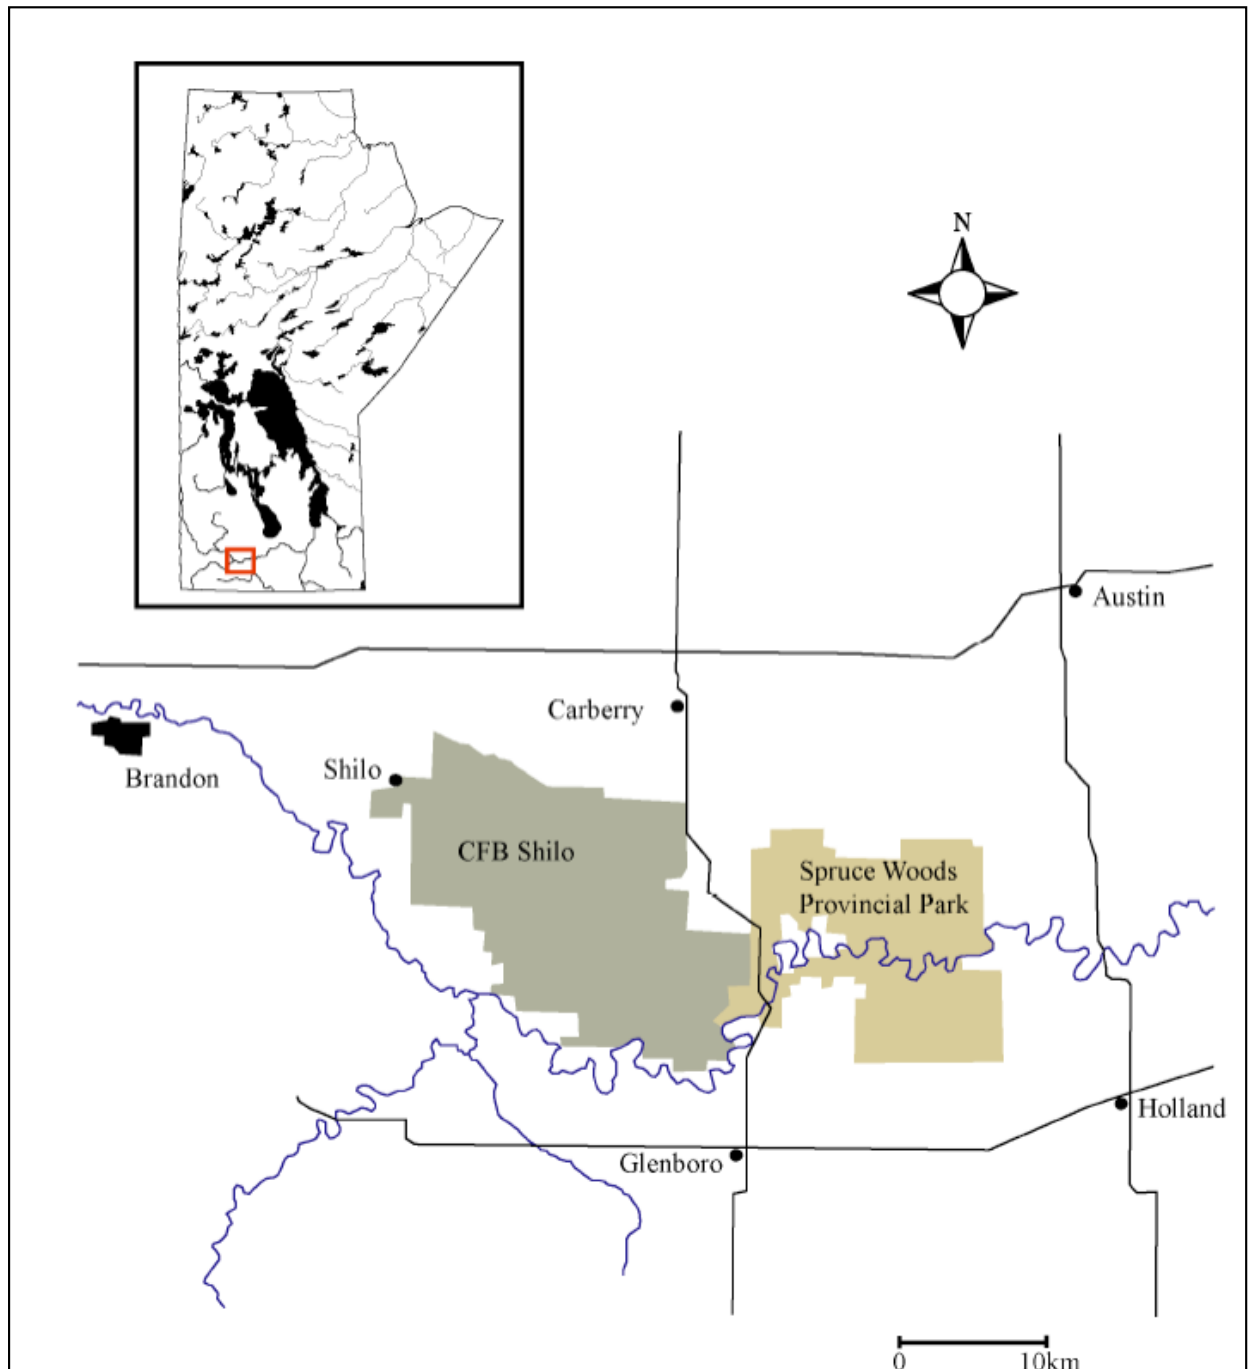 N
Austin
Carberry
Shilo
Brandon
CFB Shilo
Spruce Woods
Provincial Park
Holland
Glenboro
0 10km